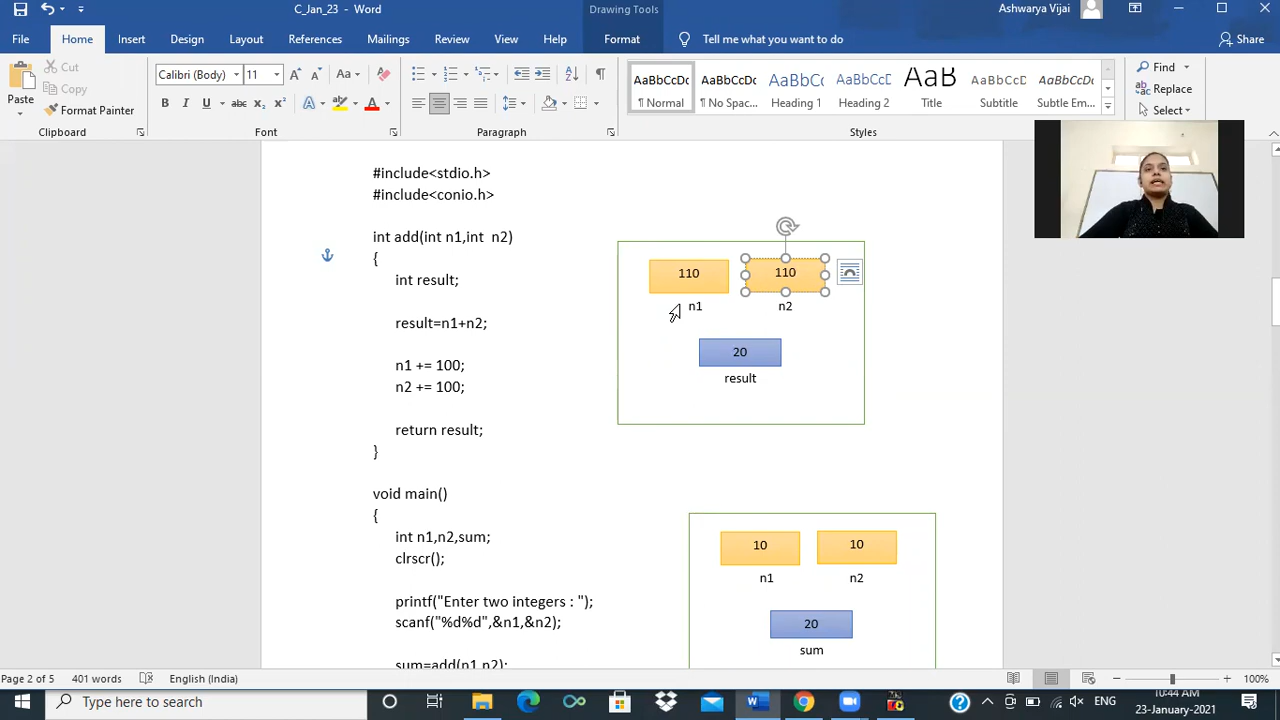 C_Jan_23 - Word
Drawing Tools
Ashwarya Vijai
File Home Insert Design Layout References Mailings Review View Help Format Tell me what you want to do Share
Paste
Cut
Copy
Format Painter
Clipboard
Calibri (Body) 11
B I U abc x₂ x²
Font
Paragraph
AaBbCcDc AaBbCcDc AaBbCc AaBbCcD AaB AaBbCcD AaBbCcD
¶ Normal ¶ No Spac... Heading 1 Heading 2 Title Subtitle Subtle Em...
Styles
Find
Replace
Select
#include<stdio.h>
#include<conio.h>
int add(int n1,int  n2)
{
int result;
result=n1+n2;
n1 += 100;
n2 += 100;
return result;
}
110 110
n1 n2
20
result
void main()
{
int n1,n2,sum;
clrscr();
printf("Enter two integers : ");
scanf("%d%d",&n1,&n2);
sum=add(n1,n2);
10 10
n1 n2
20
sum
Page 2 of 5 401 words English (India) 100%
Type here to search
ENG
10:44 AM
23-January-2021